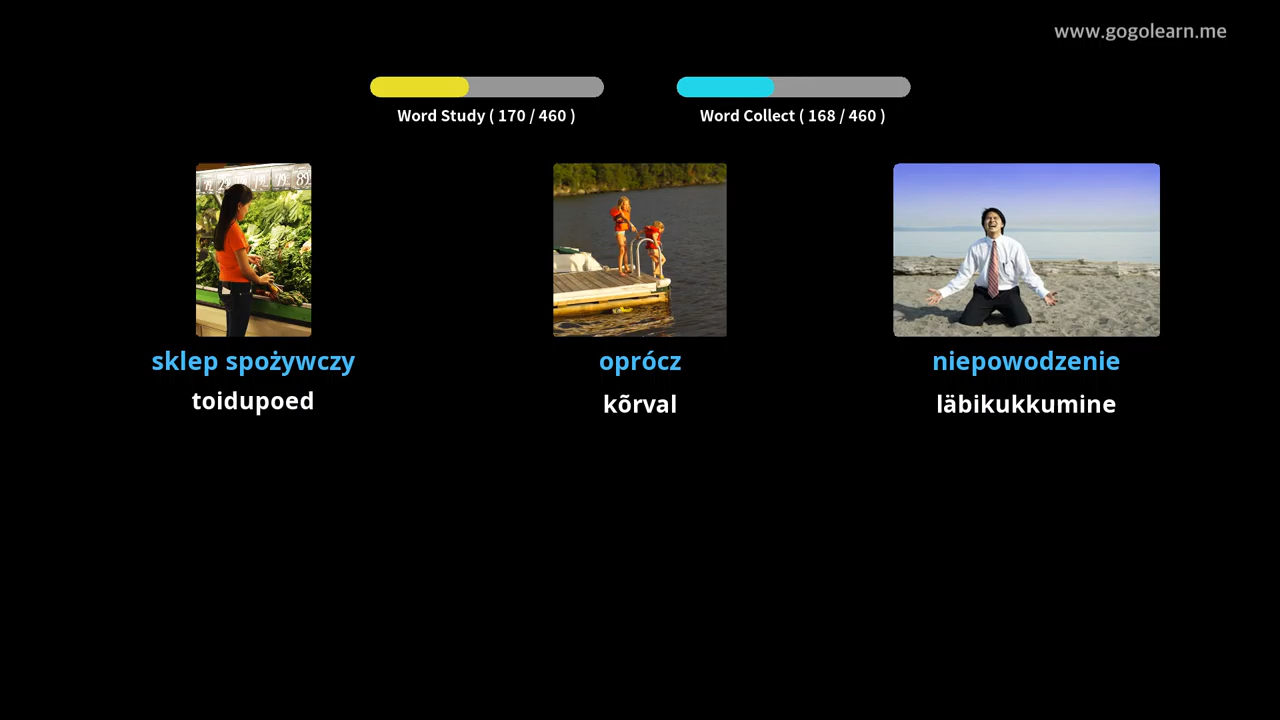 www.gogolearn.me
Word Study ( 170 / 460 )
Word Collect ( 168 / 460 )
sklep spożywczy
toidupoed
oprócz
kõrval
niepowodzenie
läbikukkumine